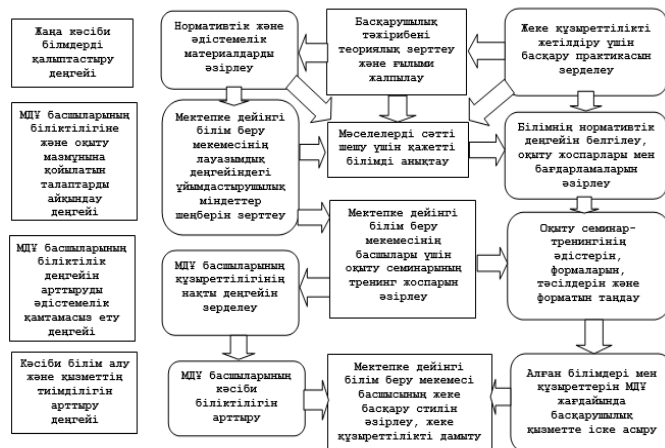 Жаңа кәсіби
білмдерді
қалыптастыру
деңгейі
Нормативтік және
әдістемелік
материалдарды
әзірлеу
Басқарушылық
тәжірибені
теориялық зерттеу
және ғылыми
жалпылау
Жеке құзыреттілікті
жетілдіру үшін
басқару практикасын
зерделеу
МДҰ басшыларының
біліктілігіне
және оқыту
мазмұнына
қойылатын
талаптарды
айқындау
деңгейі
Мектепке дейінгі
білім беру
мекемесінің
лауазымдық
деңгейіндегі
ұйымдастырушылық
міндеттер
шеңберін зерттеу
Мәселелерді сәтті
шешу үшін қажетті
білімді анықтау
Білімнің нормативтік
деңгейін белгілеу,
оқыту жоспарлары мен
бағдарламаларын
әзірлеу
МДҰ басшыларының
біліктілік
деңгейін
арттыруды
әдістемелік
қамтамасыз ету
деңгейі
МДҰ басшыларының
құзыреттілігінің
нақты деңгейін
зерделеу
Мектепке дейінгі
білім беру
мекемесінің
басшылары үшін
оқыту семинарының
тренинг жоспарын
әзірлеу
Оқыту семинар-
тренингінің
әдістерін,
формаларын,
тәсілдерін және
форматын таңдау
Кәсіби білім алу
және қызметтің
тиімділігін
арттыру
деңгейі
МДҰ басшыларының
кәсіби
біліктілігін
арттыру
Мектепке дейінгі
білім беру мекемесі
басшысының жеке
басқару стилін
әзірлеу, жеке
құзыреттілікті дамыту
Алған білімдері мен
құзыреттерін МДҰ
жағдайында
басқарушылық
қызметте іске асыру